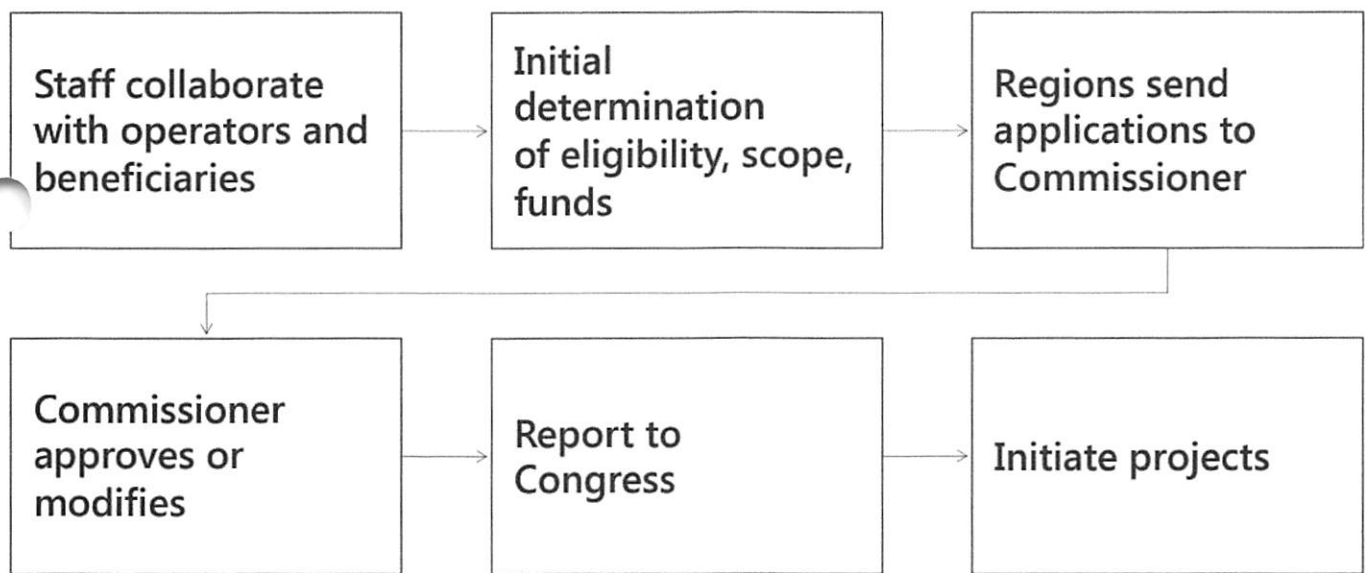 Staff collaborate
with operators and
beneficiaries
Initial
determination
of eligibility, scope,
funds
Regions send
applications to
Commissioner
Commissioner
approves or
modifies
Report to
Congress
Initiate projects